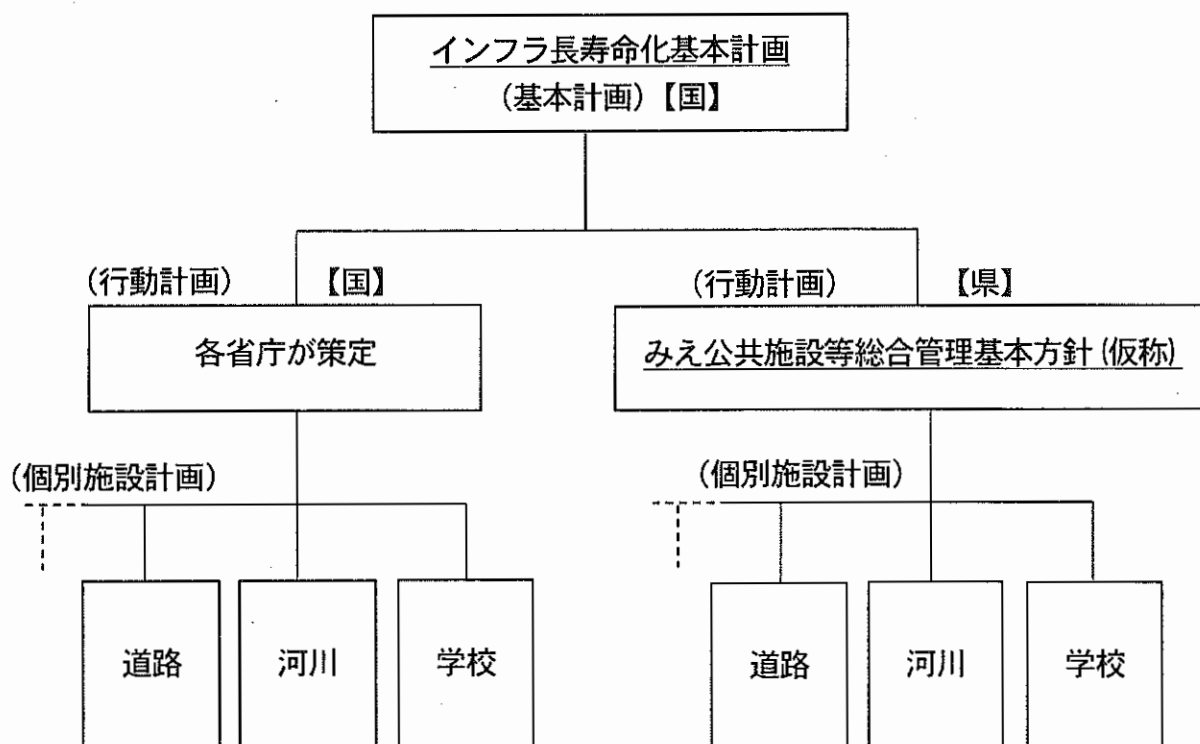 インフラ長寿命化基本計画
(基本計画)【国】
(行動計画) 【国】
各省庁が策定
(行動計画) 【県】
みえ公共施設等総合管理基本方針(仮称)
(個別施設計画)
道路 河川 学校
(個別施設計画)
道路 河川 学校